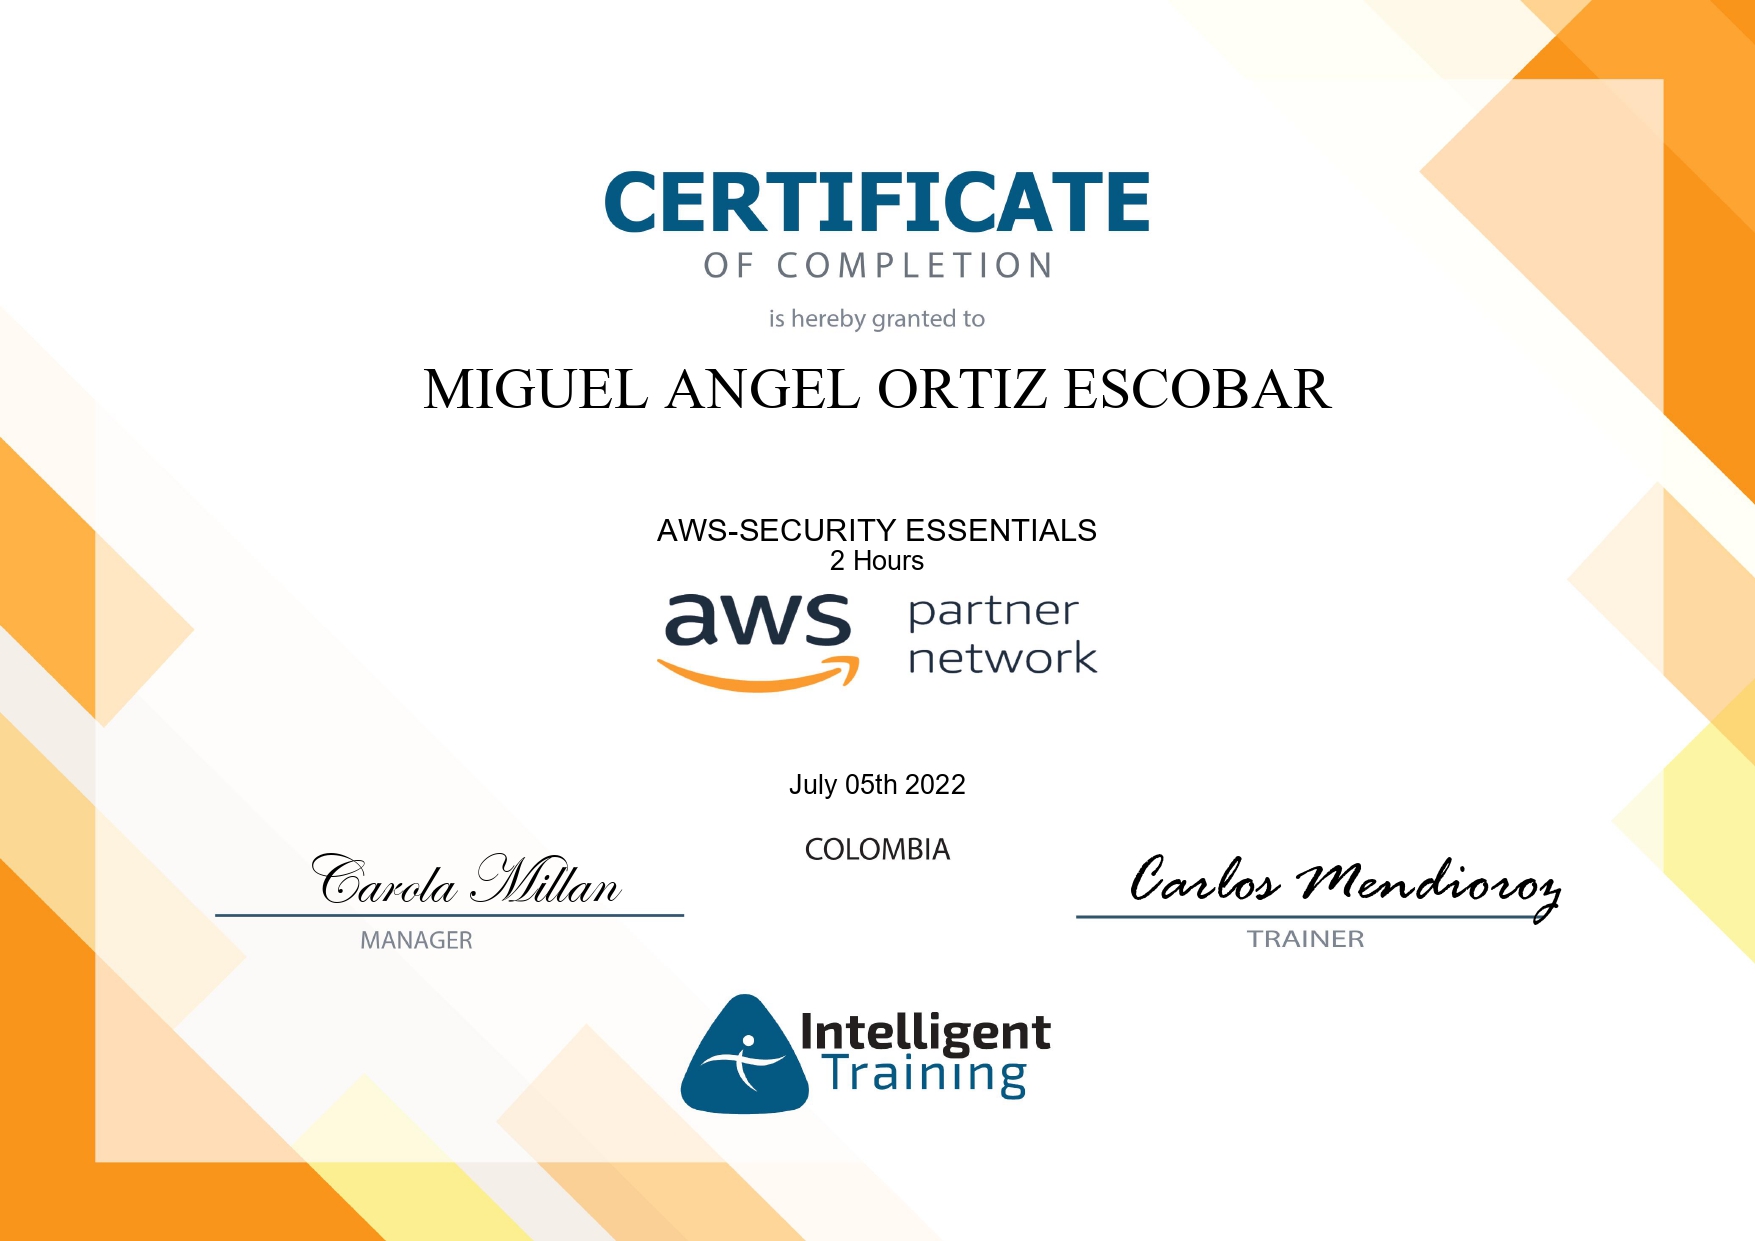 CERTIFICATE
OF COMPLETION
is hereby granted to
MIGUEL ANGEL ORTIZ ESCOBAR
AWS-SECURITY ESSENTIALS
2 Hours
aws partner
network
July 05th 2022
COLOMBIA
Carola Millan
MANAGER
Carlos Mendioroz
TRAINER
Intelligent
Training